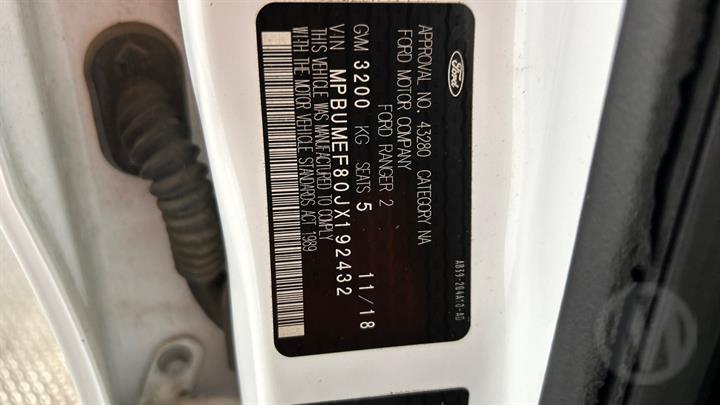 Ford
APPROVAL NO. 43280 CATEGORY NA
FORD MOTOR COMPANY
FORD RANGER 2
11/18
GVM 3200 KG SEATS 5
VIN MPBUMEF80JX192432
THIS VEHICLE WAS MANUFACTURED TO COMPLY
WITH THE MOTOR VEHICLE STANDARDS ACT 1989